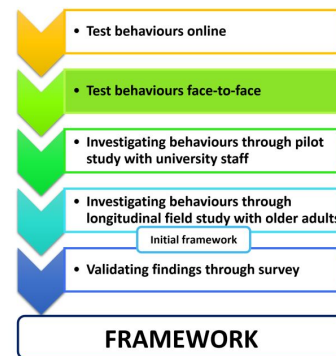 • Test behaviours online
• Test behaviours face-to-face
• Investigating behaviours through pilot
study with university staff
• Investigating behaviours through
longitudinal field study with older adults
Initial framework
• Validating findings through survey
FRAMEWORK